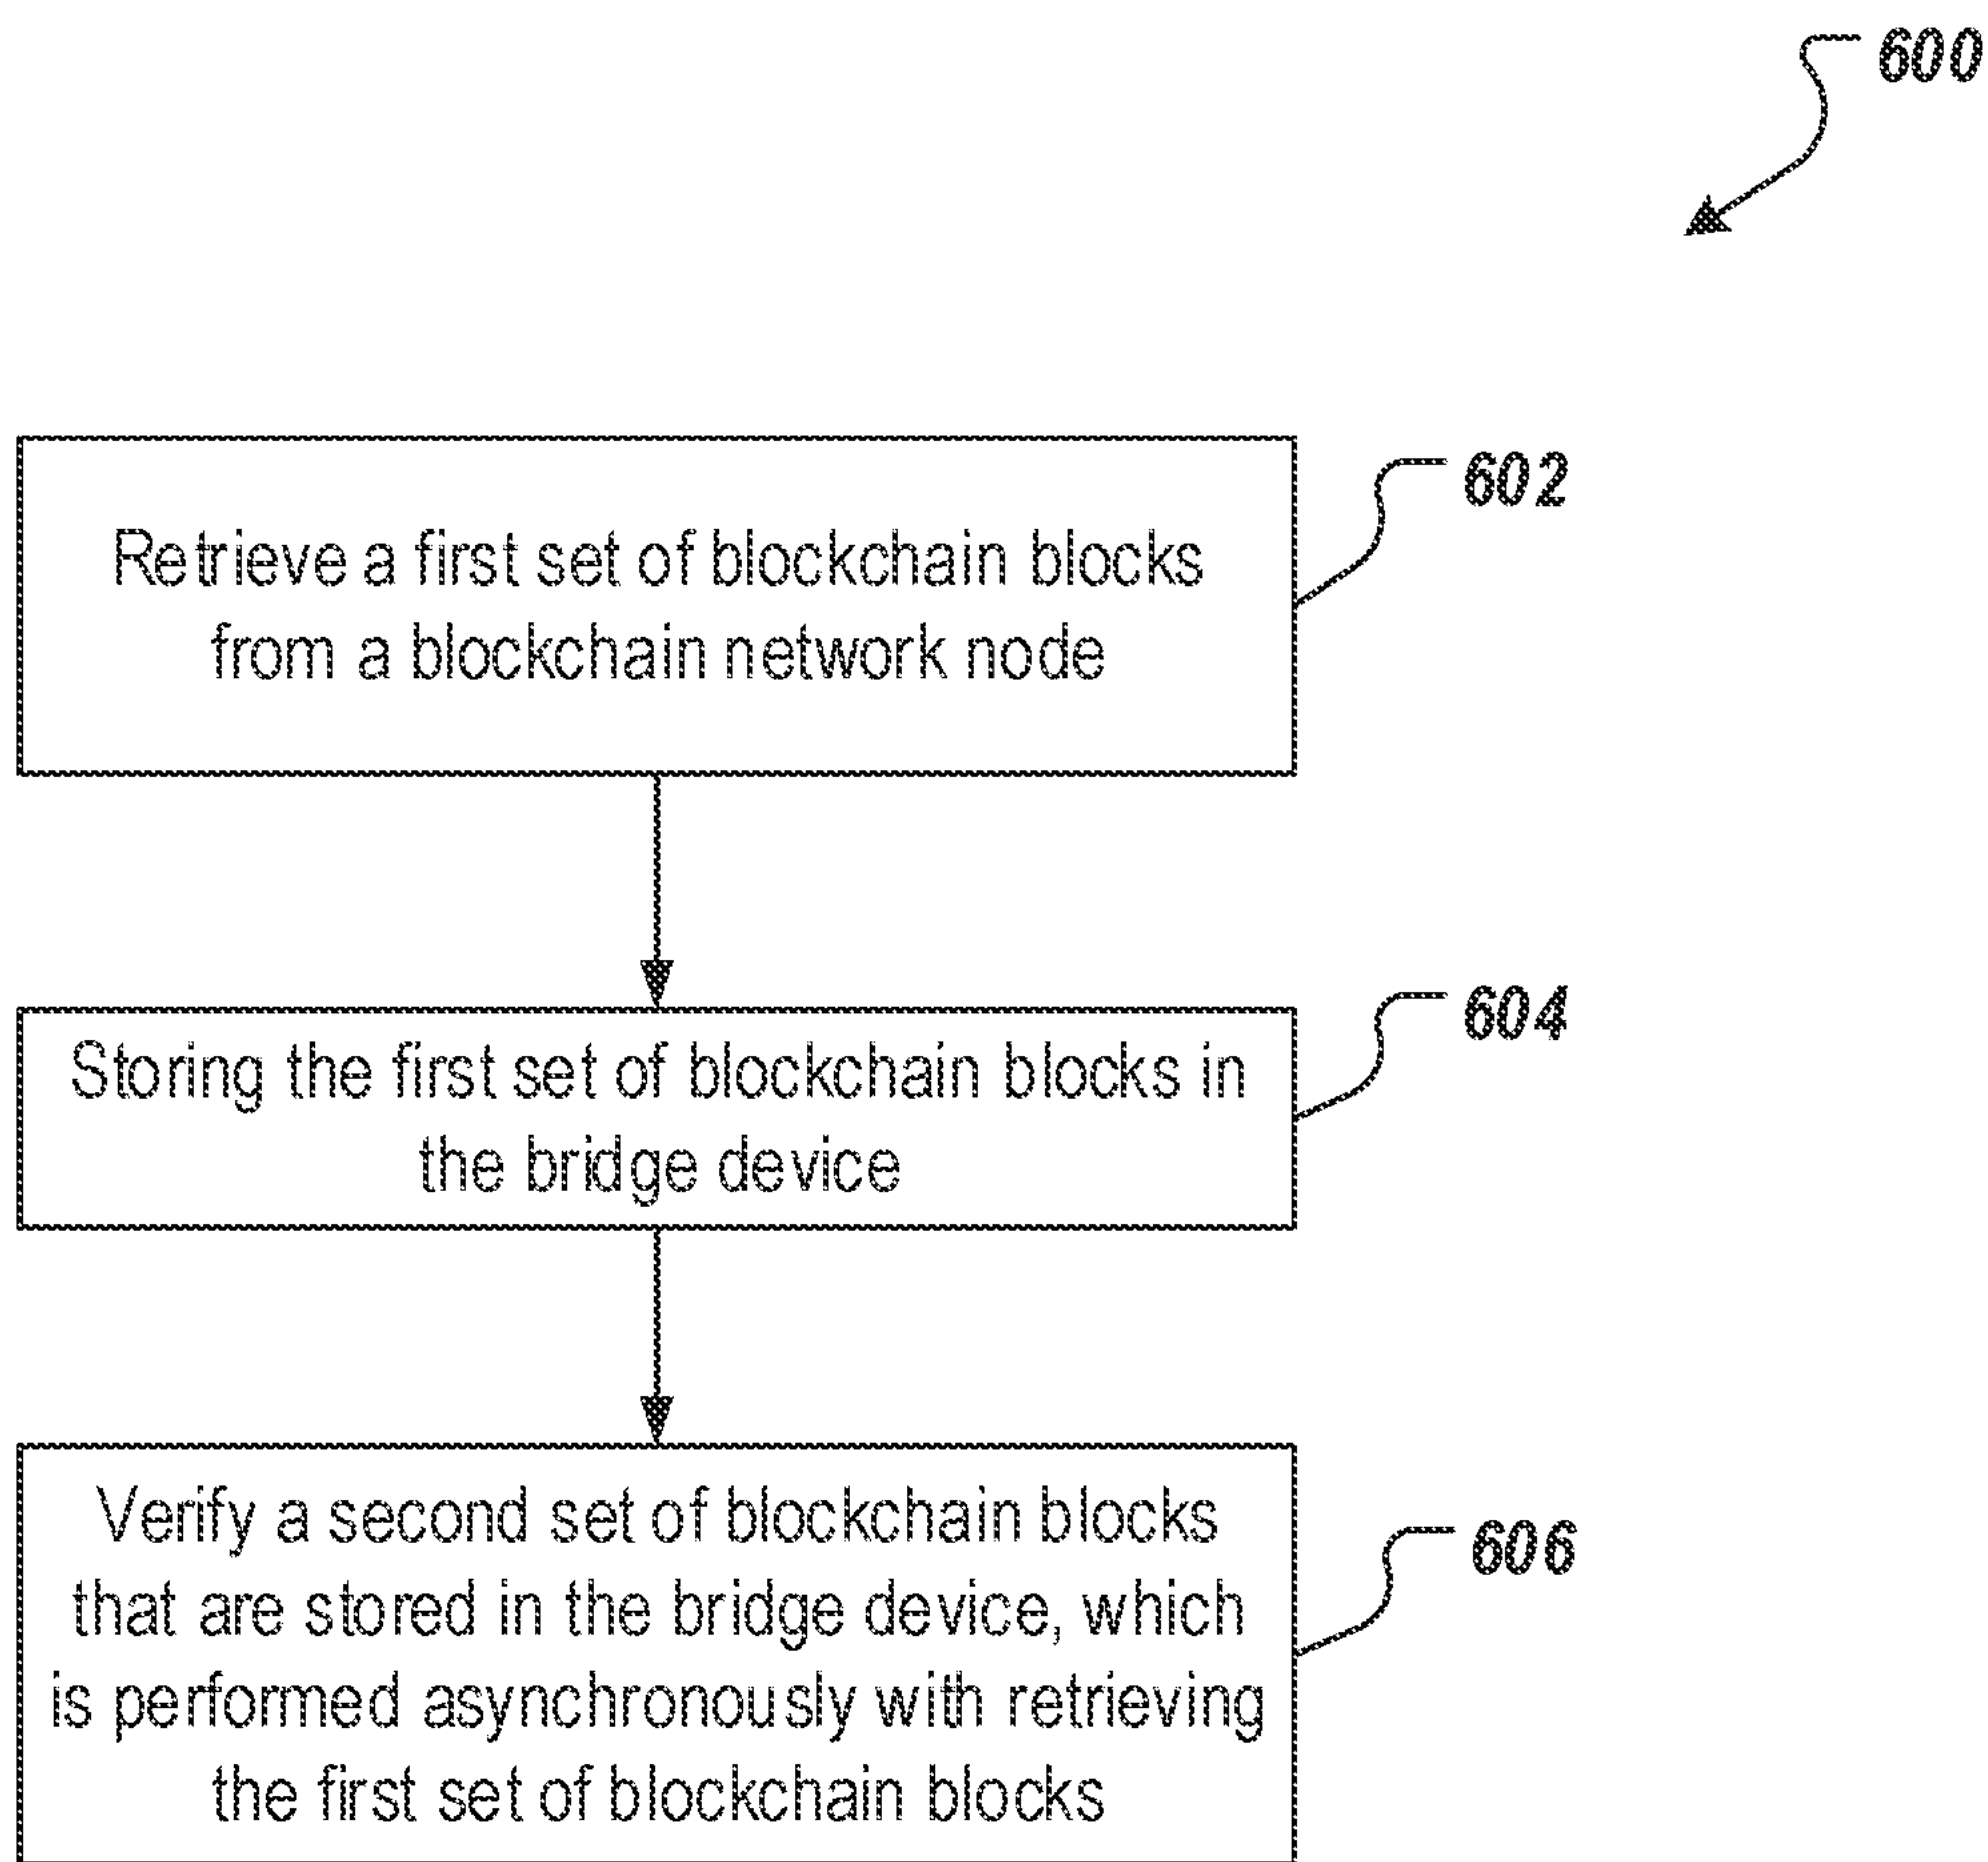 600
Retrieve a first set of blockchain blocks
from a blockchain network node
602
Storing the first set of blockchain blocks in
the bridge device
604
Verify a second set of blockchain blocks
that are stored in the bridge device, which
is performed asynchronously with retrieving
the first set of blockchain blocks
606